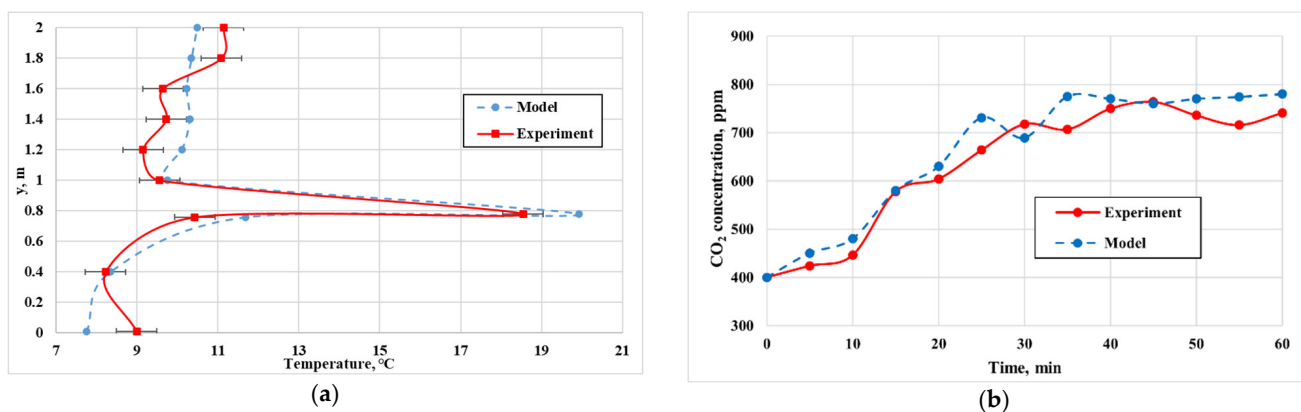 2
1.8
1.6
1.4
1.2
1
0.8
0.6
0.4
0.2
0
y, m
7 9 11 13 15 17 19 21
Temperature, °C
Model
Experiment
(a)
900
800
700
600
500
400
300
CO₂ concentration, ppm
0 10 20 30 40 50 60
Time, min
Experiment
Model
(b)